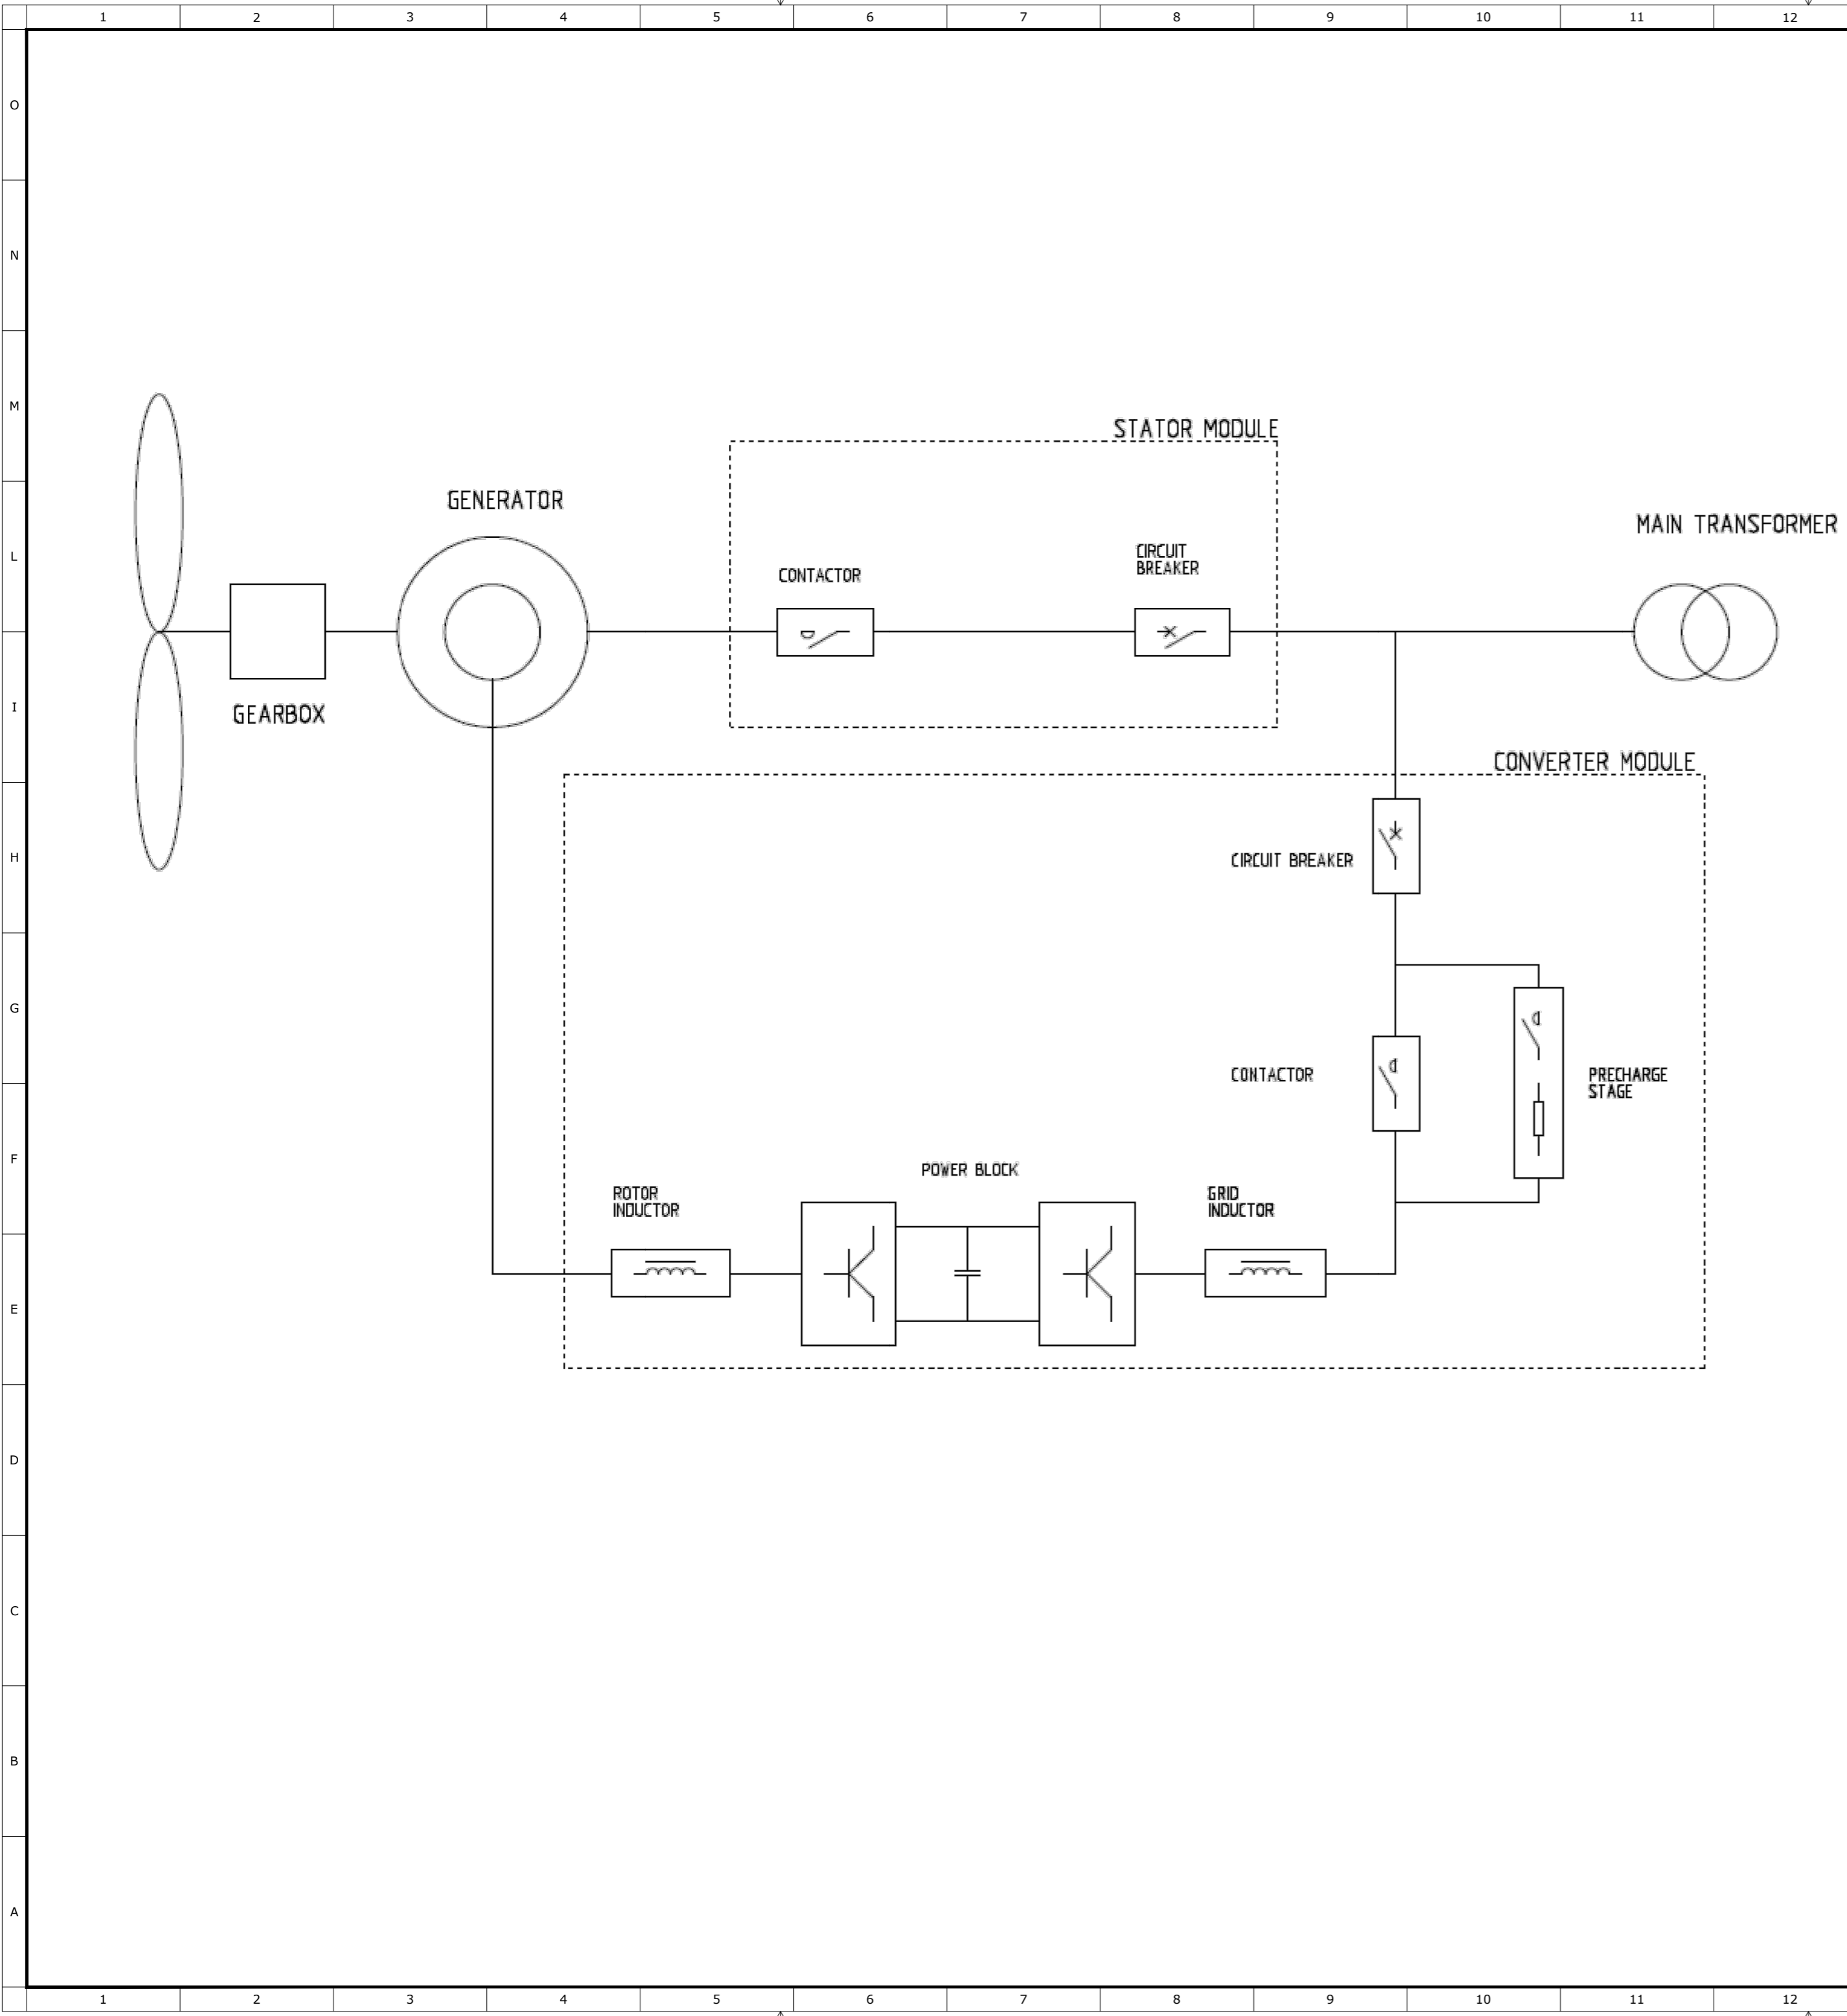 1 2 3 4 5 6 7 8 9 10 11 12
O
N
M
STATOR MODULE
GENERATOR
MAIN TRANSFORMER
L
CIRCUIT
BREAKER
CONTACTOR
I
GEARBOX
CONVERTER MODULE
H
CIRCUIT BREAKER
G
CONTACTOR
PRECHARGE
STAGE
F
POWER BLOCK
ROTOR
INDUCTOR
GRID
INDUCTOR
E
D
C
B
A
1 2 3 4 5 6 7 8 9 10 11 12